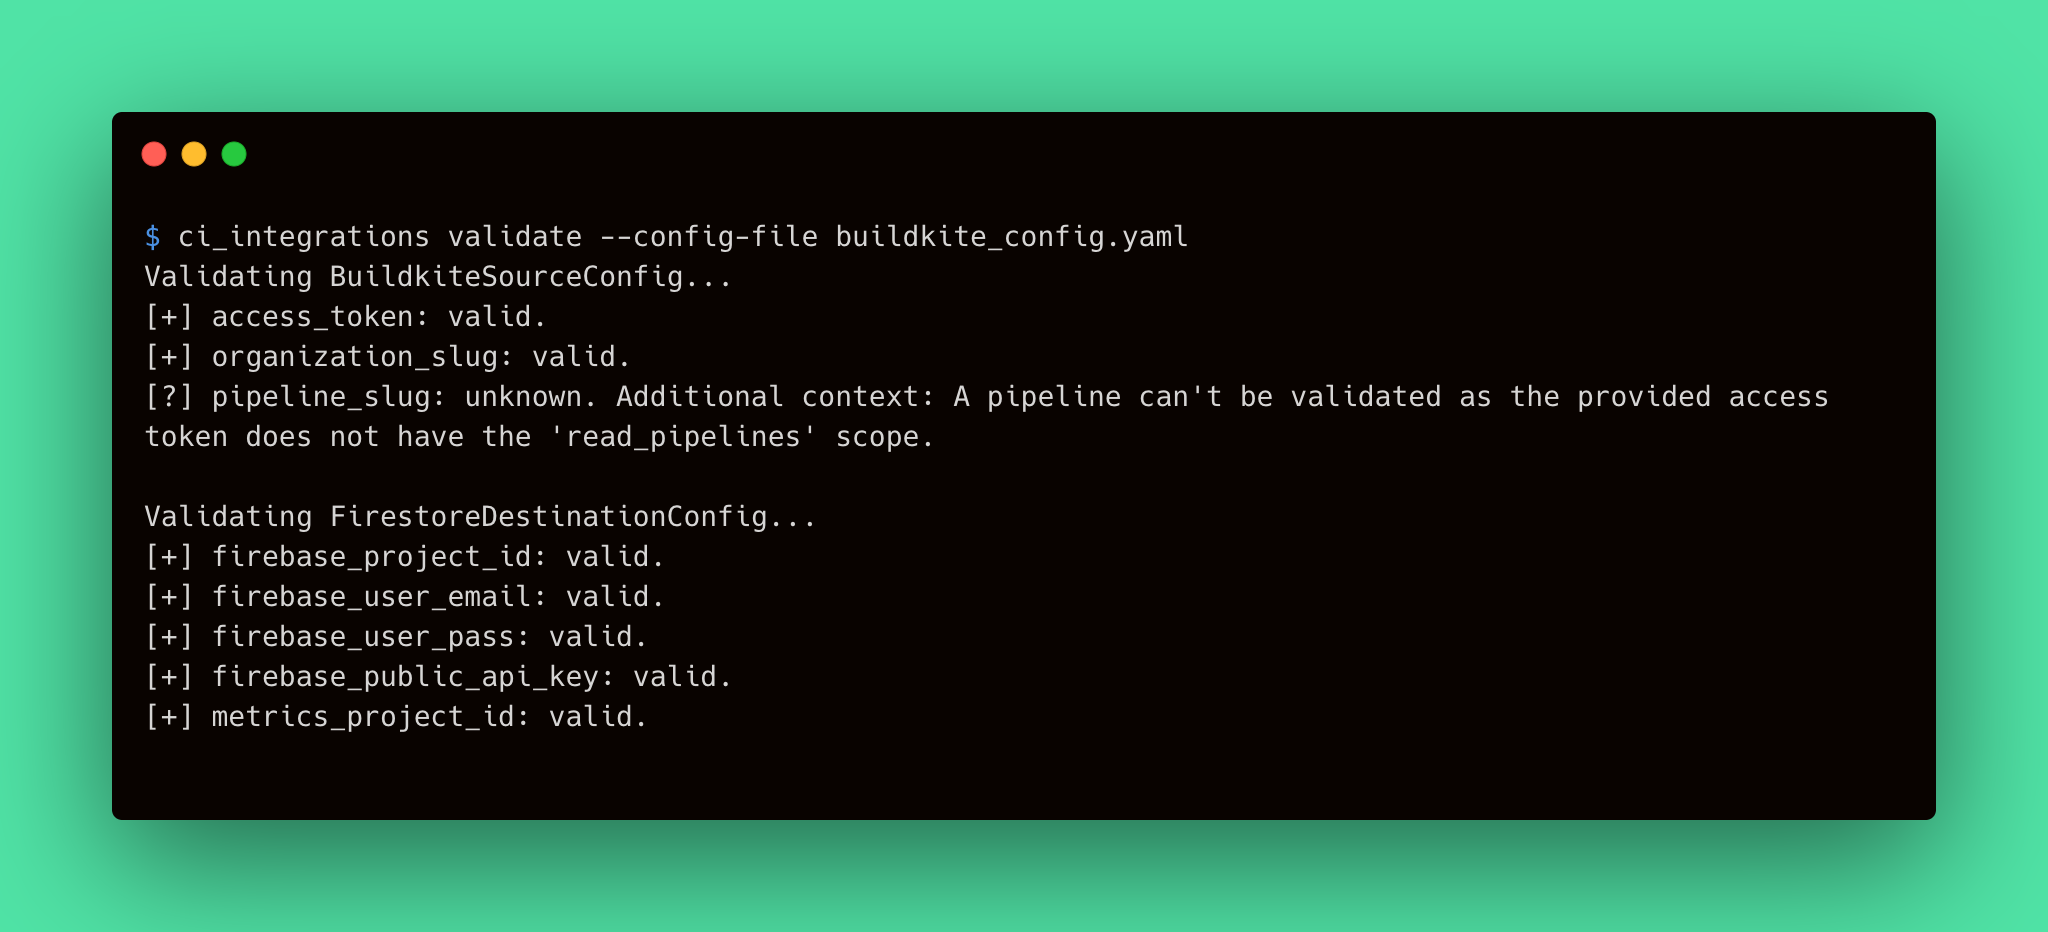 $ ci_integrations validate --config-file buildkite_config.yaml
Validating BuildkiteSourceConfig...
[+] access_token: valid.
[+] organization_slug: valid.
[?] pipeline_slug: unknown. Additional context: A pipeline can't be validated as the provided access
token does not have the 'read_pipelines' scope.

Validating FirestoreDestinationConfig...
[+] firebase_project_id: valid.
[+] firebase_user_email: valid.
[+] firebase_user_pass: valid.
[+] firebase_public_api_key: valid.
[+] metrics_project_id: valid.